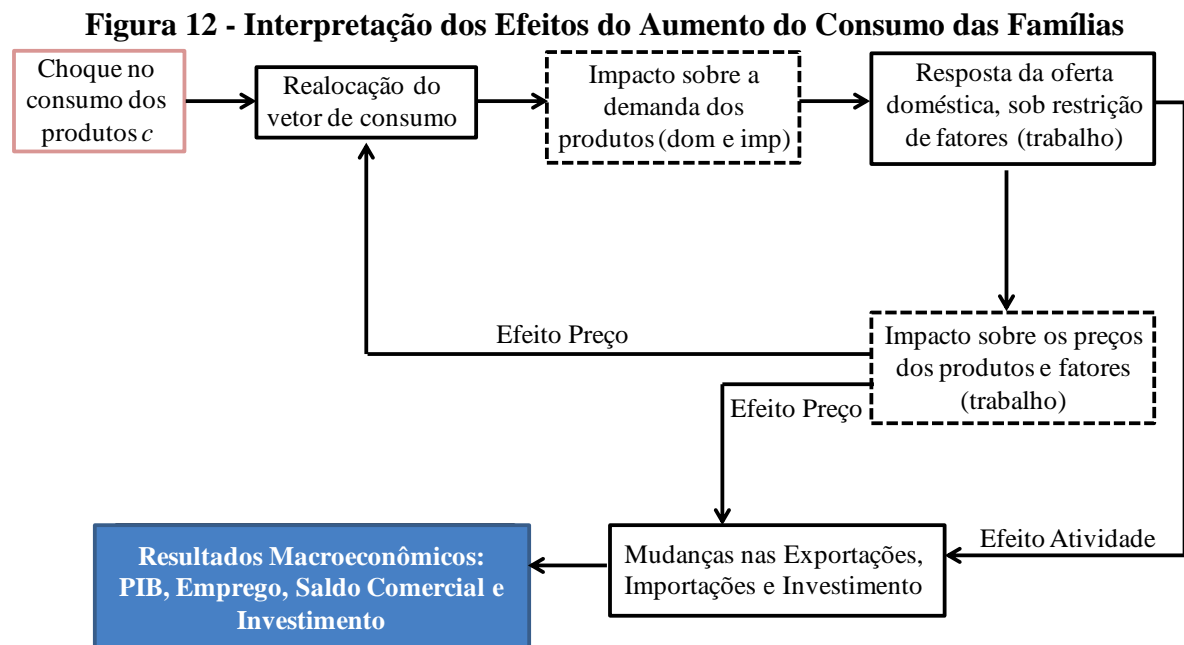 Figura 12 - Interpretação dos Efeitos do Aumento do Consumo das Famílias
Choque no
consumo dos
produtos c
Realocação do
vetor de consumo
Impacto sobre a
demanda dos
produtos (dom e imp)
Resposta da oferta
doméstica, sob restrição
de fatores (trabalho)
Efeito Preço
Impacto sobre os preços
dos produtos e fatores
(trabalho)
Efeito Preço
Resultados Macroeconômicos:
PIB, Emprego, Saldo Comercial e
Investimento
Mudanças nas Exportações,
Importações e Investimento
Efeito Atividade